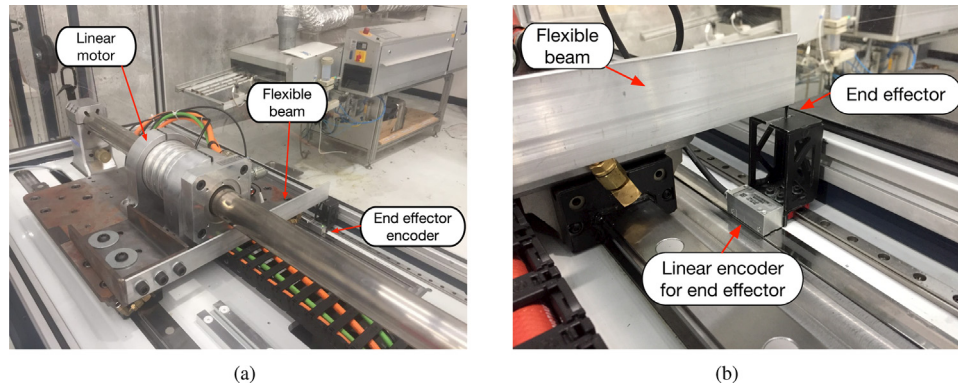 Linear
motor
Flexible
beam
End effector
encoder
(a)
Flexible
beam
End effector
Linear encoder
for end effector
(b)